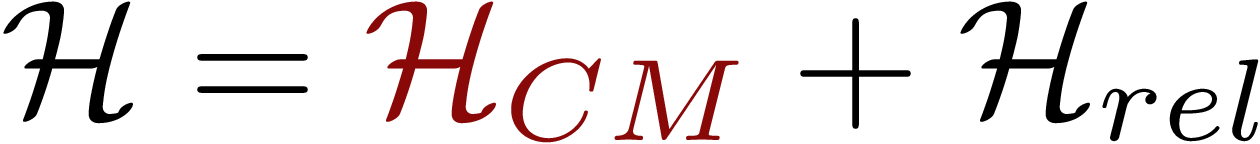 ℋ = ℋ_{CM} + ℋ_{rel}